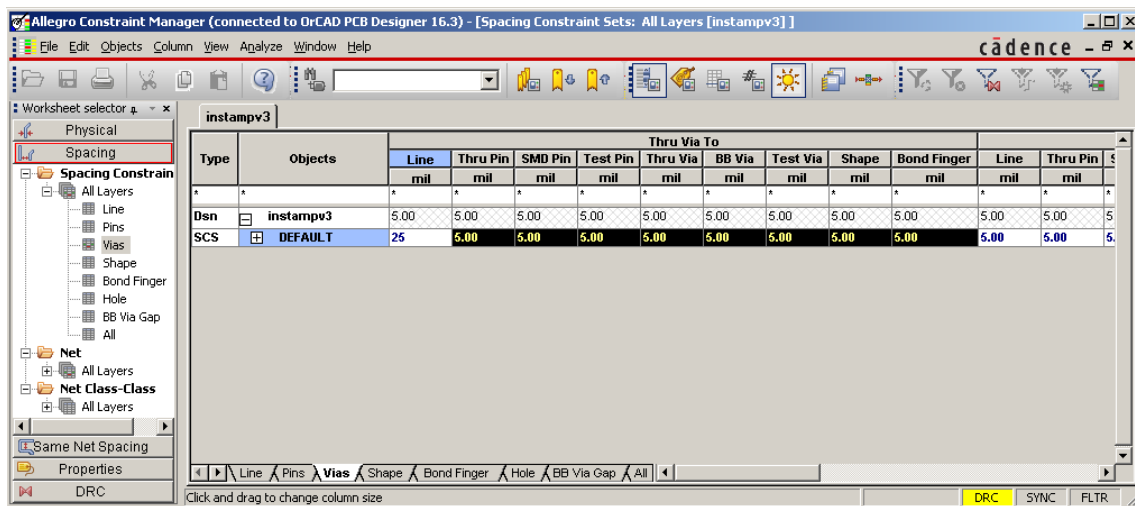 Allegro Constraint Manager (connected to OrCAD PCB Designer 16.3) - [Spacing Constraint Sets: All Layers [instampv3] ]
File Edit Objects Column View Analyze Window Help
cādence
Worksheet selector
instampv3
Physical
Spacing
Spacing Constrain
All Layers
Line
Pins
Vias
Shape
Bond Finger
Hole
BB Via Gap
All
Net
All Layers
Net Class-Class
All Layers
Same Net Spacing
Properties
DRC
Thru Via To
Type Objects Line Thru Pin SMD Pin Test Pin Thru Via BB Via Test Via Shape Bond Finger Line Thru Pin S
mil mil mil mil mil mil mil mil mil mil mil
* * * * * * * * * * * * * *
Dsn instampv3 5.00 5.00 5.00 5.00 5.00 5.00 5.00 5.00 5.00 5.00 5.00 5
SCS DEFAULT 25 5.00 5.00 5.00 5.00 5.00 5.00 5.00 5.00 5.00 5.00 5.
Line Pins Vias Shape Bond Finger Hole BB Via Gap All
Click and drag to change column size
DRC SYNC FLTR